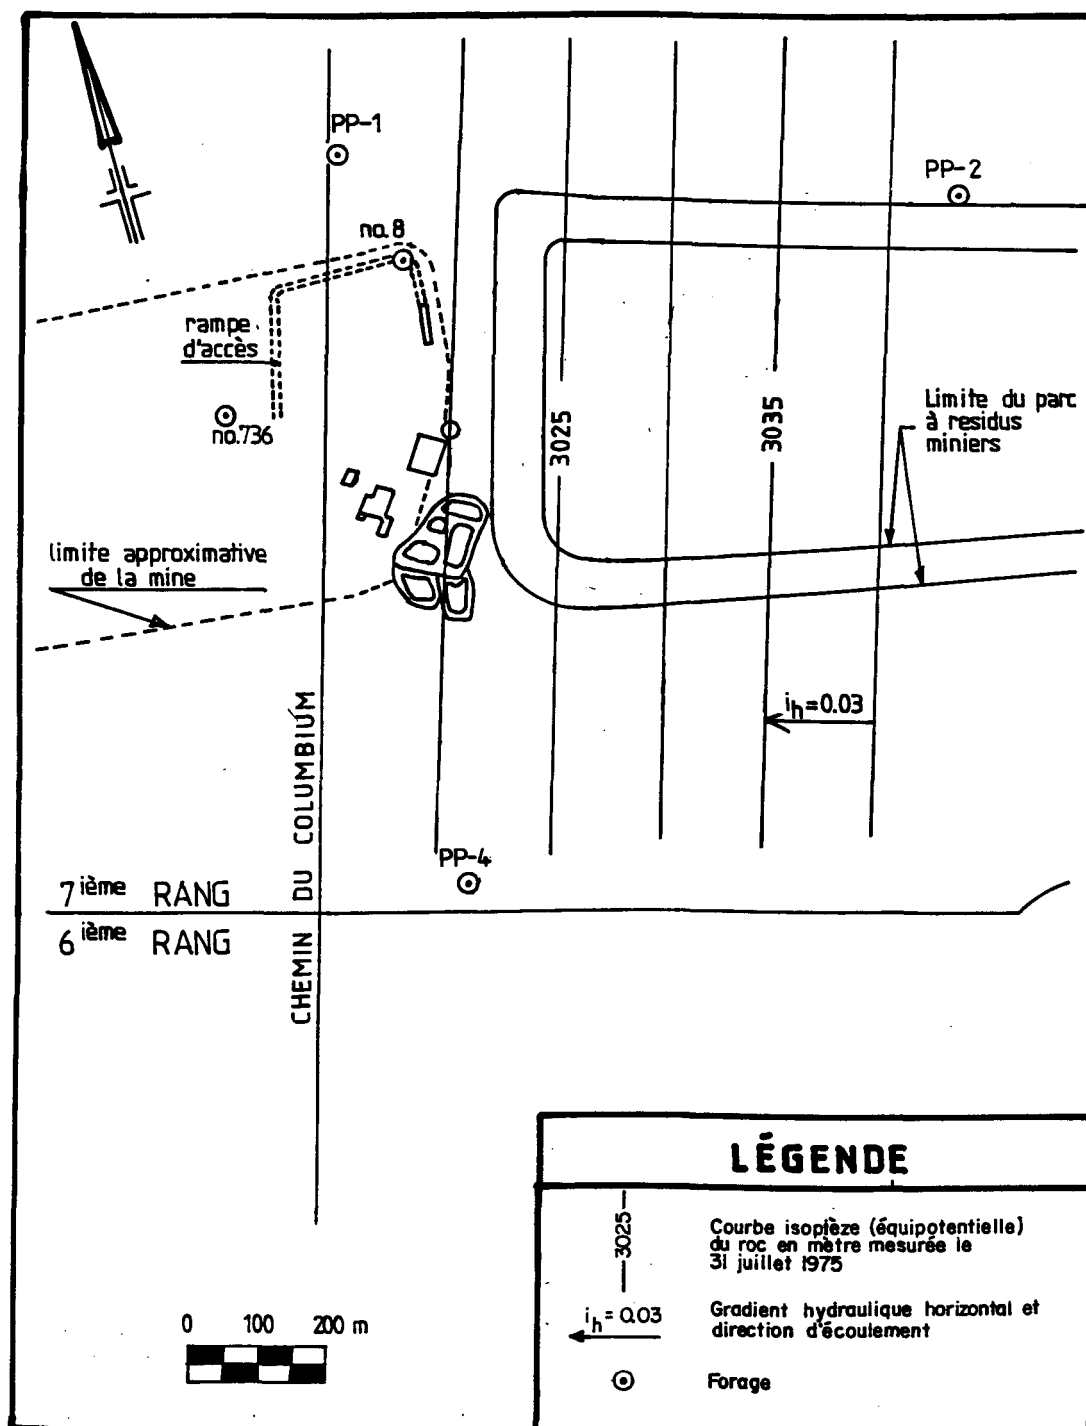 PP-1
PP-2
no.8
rampe
d'accès
no.736
3025
3035
Limite du parc
à residus
miniers
limite approximative
de la mine
i_h=0.03
CHEMIN DU COLUMBIUM
PP-4
7ième RANG
6ième RANG
LÉGENDE
3025
Courbe isopièze (équipotentielle)
du roc en mètre mesurée le
31 juillet 1975
i_h=0.03
Gradient hydraulique horizontal et
direction d'écoulement
Forage
0 100 200 m